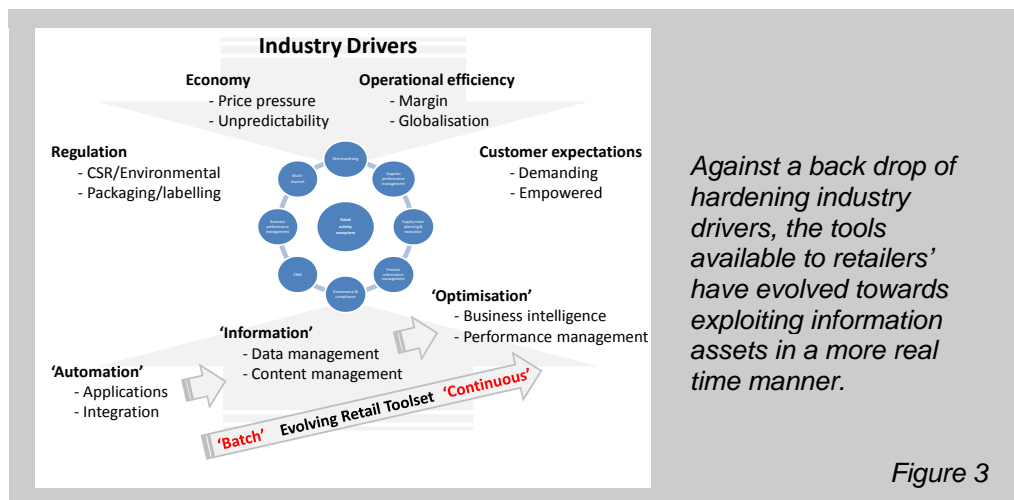 Industry Drivers
Economy
- Price pressure
- Unpredictability
Operational efficiency
- Margin
- Globalisation
Regulation
- CSR/Environmental
- Packaging/labelling
Customer expectations
- Demanding
- Empowered
Merchandising
Supplier
performance
management
Supply chain
planning &
execution
Product
information
management
Governance &
compliance
CRM
Business
performance
management
Multi-
channel
Retail
activity
ecosystem
‘Automation’
- Applications
- Integration
‘Information’
- Data management
- Content management
‘Optimisation’
- Business intelligence
- Performance management
‘Batch’ Evolving Retail Toolset ‘Continuous’
Against a back drop of
hardening industry
drivers, the tools
available to retailers’
have evolved towards
exploiting information
assets in a more real
time manner.
Figure 3